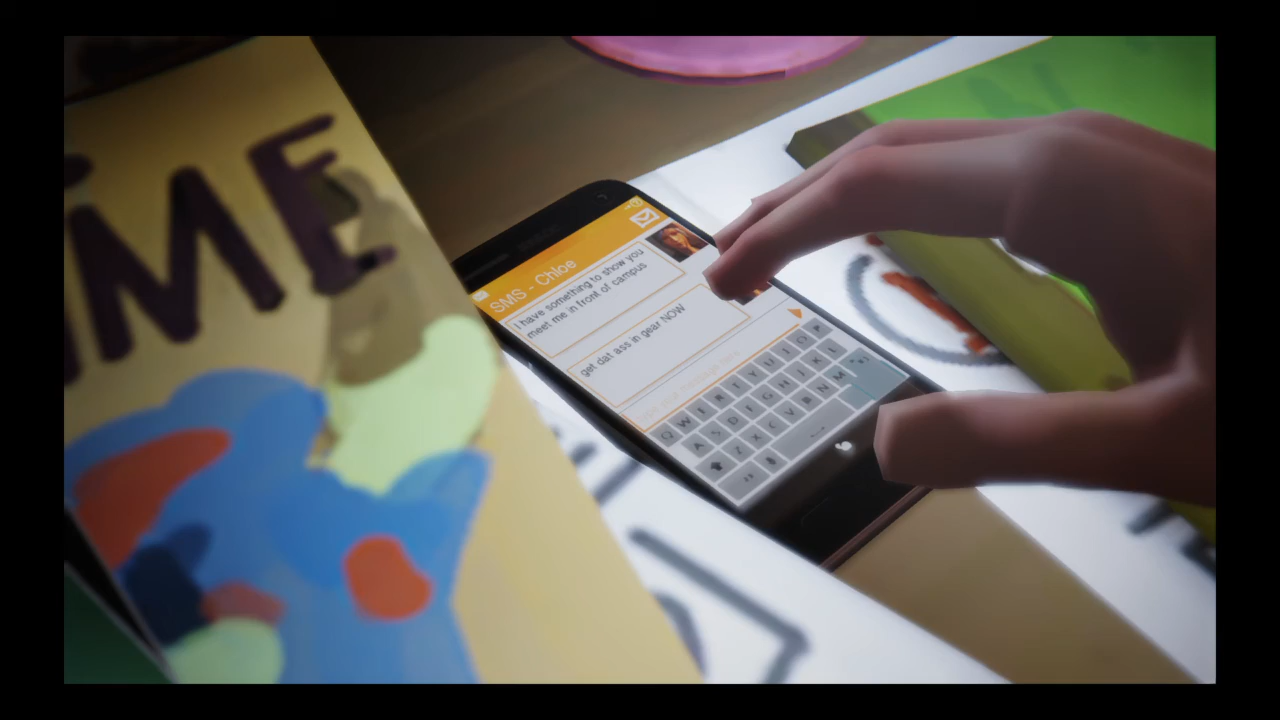 IME
SMS - Chloe
I have something to show you
meet me in front of campus
get dat ass in gear NOW
Q W E R T Y U I O P
A S D F G H J K L
Z X C V B N M